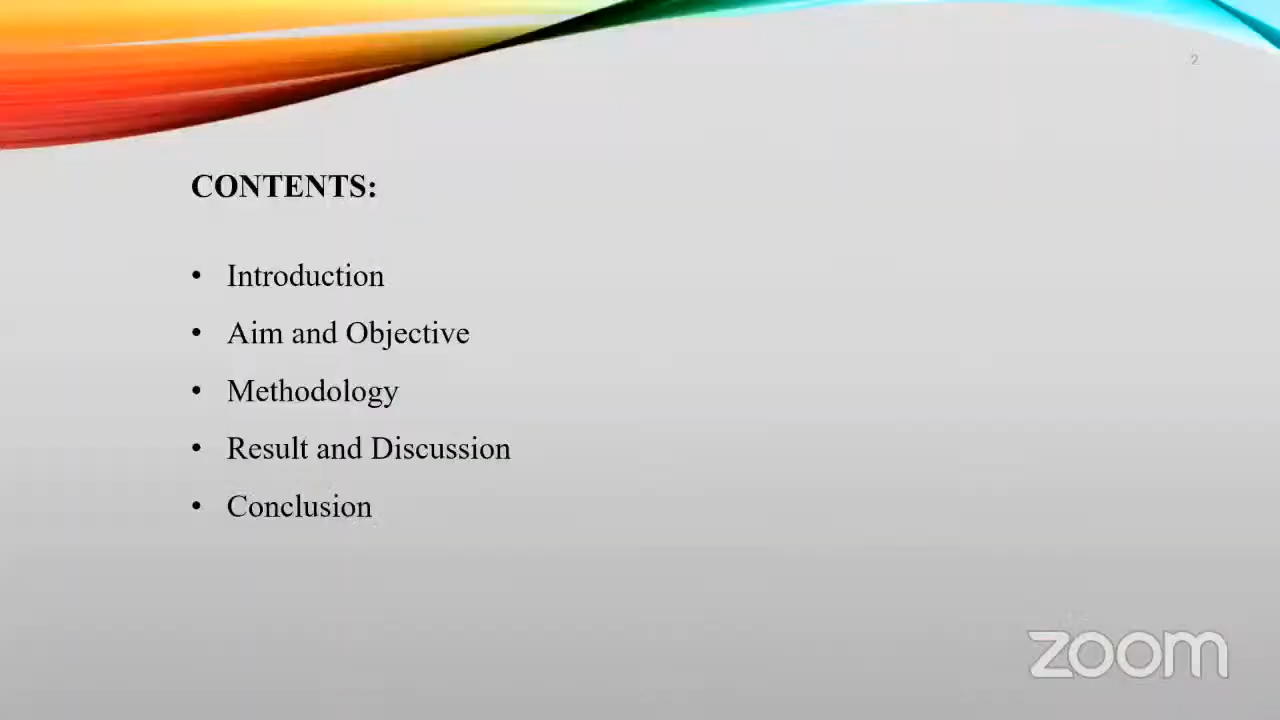 2
CONTENTS:
• Introduction
• Aim and Objective
• Methodology
• Result and Discussion
• Conclusion
zoom